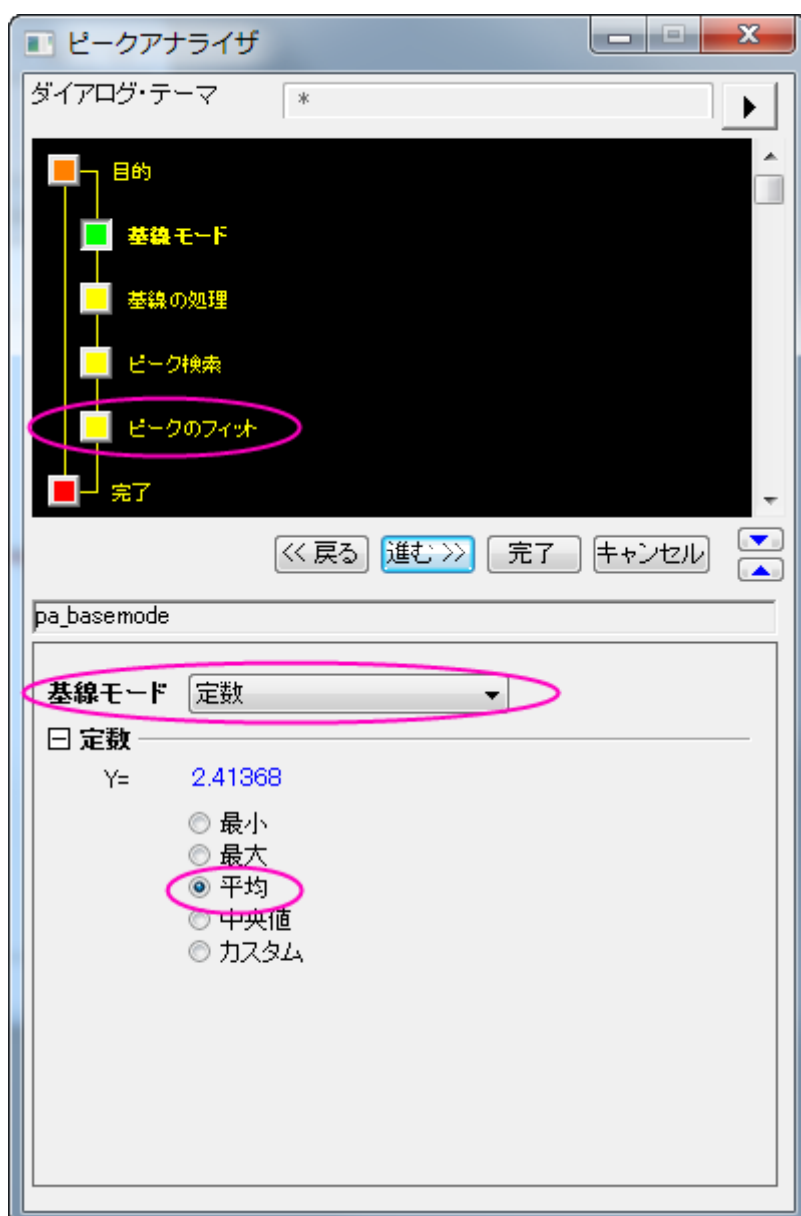 ピークアナライザ
ダイアログ・テーマ *
目的
基線モード
基線の処理
ピーク検索
ピークのフィット
完了
<< 戻る 進む >> 完了 キャンセル
pa_basemode
基線モード 定数
定数
Y= 2.41368
最小
最大
平均
中央値
カスタム